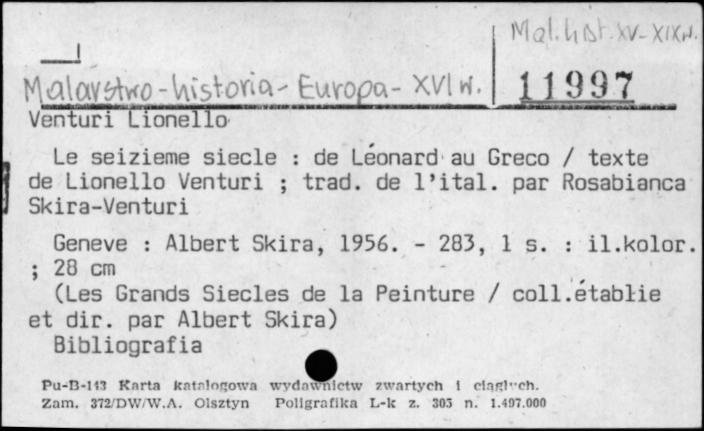 Mal. hist. XV-XIX w.
Malarstwo-historia-Europa-XVI w.
11997
Venturi Lionello
Le seizieme siecle : de Léonard au Greco / texte
de Lionello Venturi ; trad. de l'ital. par Rosabianca
Skira-Venturi
Geneve : Albert Skira, 1956. - 283, l s. : il.kolor.
; 28 cm
(Les Grands Siecles de la Peinture / coll.établie
et dir. par Albert Skira)
Bibliografia
Pu-B-113 Karta katalogowa wydawnictw zwartych i ciągłych.
Zam. 372/DW/W.A. Olsztyn Poligrafika L-k z. 305 n. 1.497.000